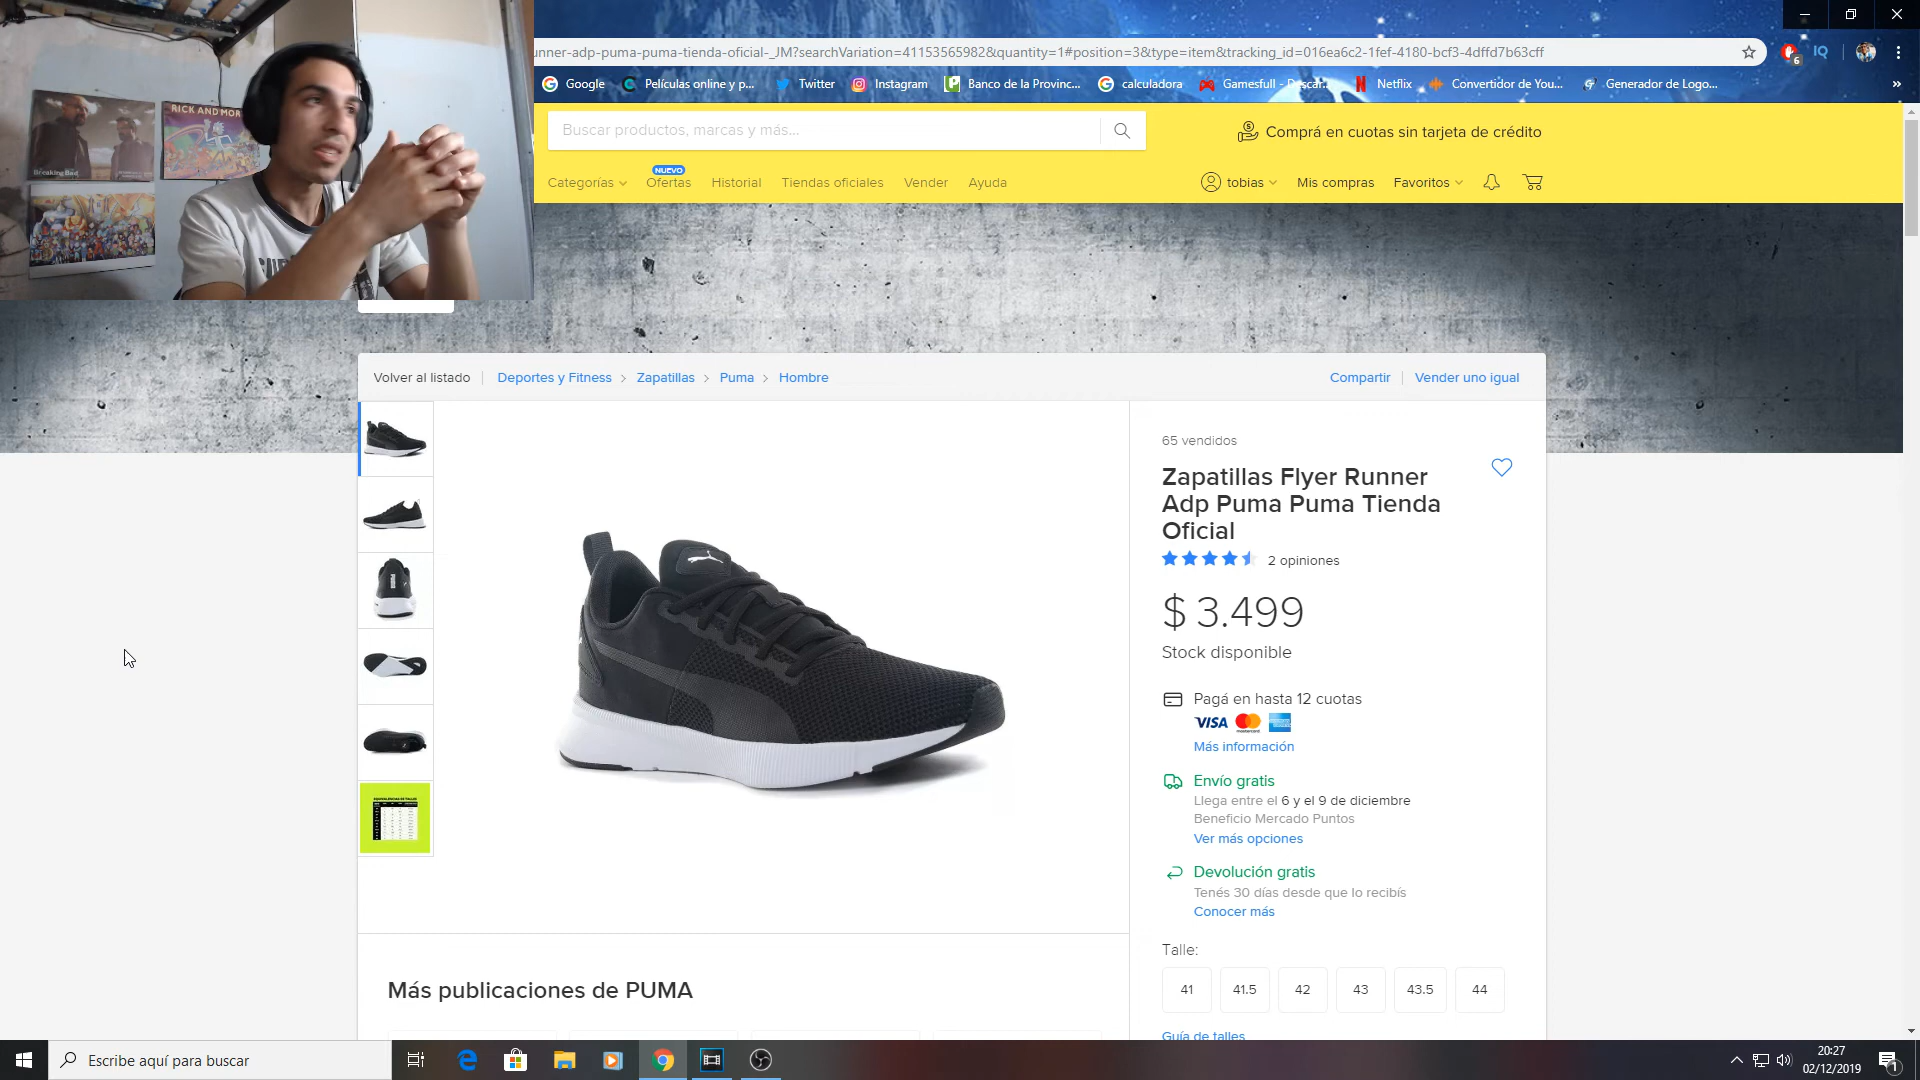 unner-adp-puma-puma-tienda-oficial-_JM?searchVariation=41153565982&quantity=1#position=3&type=item&tracking_id=016ea6c2-1fef-4180-bcf3-4dffd7b63cff
6
IQ
Google
Películas online y p...
Twitter
Instagram
Banco de la Provinc...
calculadora
Gamesfull - Descar...
Netflix
Convertidor de You...
Generador de Logo...
»
RICK AND MOR
Breaking Bad
Buscar productos, marcas y más...
Comprá en cuotas sin tarjeta de crédito
NUEVO
Categorías
Ofertas
Historial
Tiendas oficiales
Vender
Ayuda
tobias
Mis compras
Favoritos
Volver al listado
Deportes y Fitness
Zapatillas
Puma
Hombre
Compartir
Vender uno igual
65 vendidos
Zapatillas Flyer Runner
Adp Puma Puma Tienda
Oficial
2 opiniones
$ 3.499
Stock disponible
Pagá en hasta 12 cuotas
VISA
Más información
Envío gratis
Llega entre el 6 y el 9 de diciembre
Beneficio Mercado Puntos
Ver más opciones
Devolución gratis
Tenés 30 días desde que lo recibís
Conocer más
Talle:
41
41.5
42
43
43.5
44
Guía de talles
Más publicaciones de PUMA
Escribe aquí para buscar
20:27
02/12/2019
1